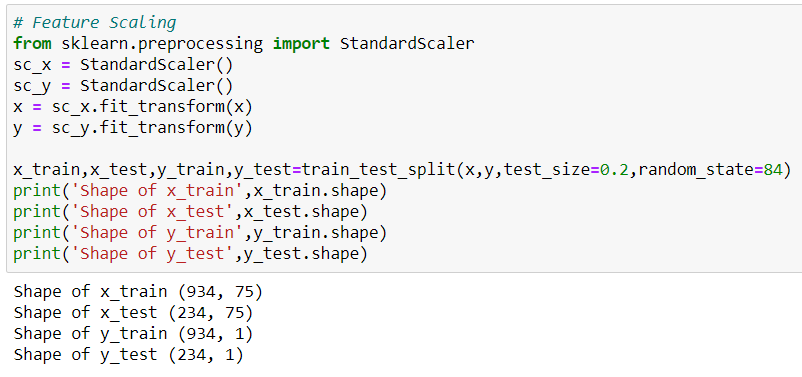 # Feature Scaling
from sklearn.preprocessing import StandardScaler
sc_x = StandardScaler()
sc_y = StandardScaler()
x = sc_x.fit_transform(x)
y = sc_y.fit_transform(y)
x_train,x_test,y_train,y_test=train_test_split(x,y,test_size=0.2,random_state=84)
print('Shape of x_train',x_train.shape)
print('Shape of x_test',x_test.shape)
print('Shape of y_train',y_train.shape)
print('Shape of y_test',y_test.shape)
Shape of x_train (934, 75)
Shape of x_test (234, 75)
Shape of y_train (934, 1)
Shape of y_test (234, 1)